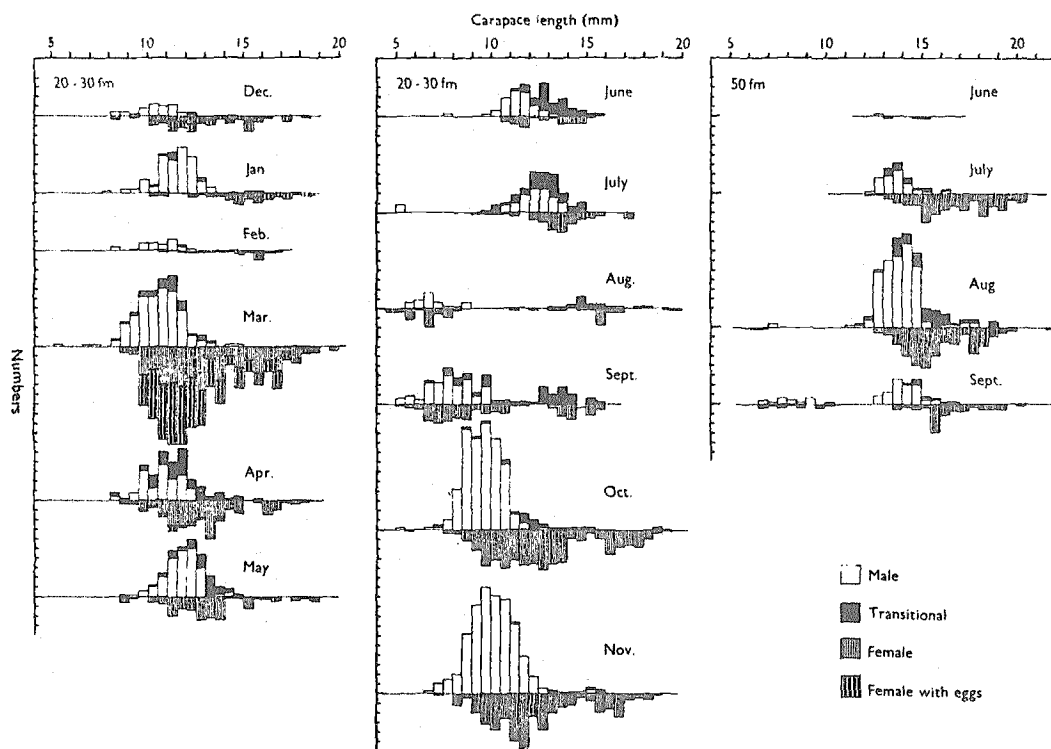 Carapace length (mm)
5 10 15 20
5 10 15 20
5 10 15 20
20 - 30 fm
Dec.
Jan
Feb.
Mar.
Apr.
May
20 - 30 fm
June
July
Aug.
Sept.
Oct.
Nov.
50 fm
June
July
Aug
Sept.
Numbers
Male
Transitional
Female
Female with eggs